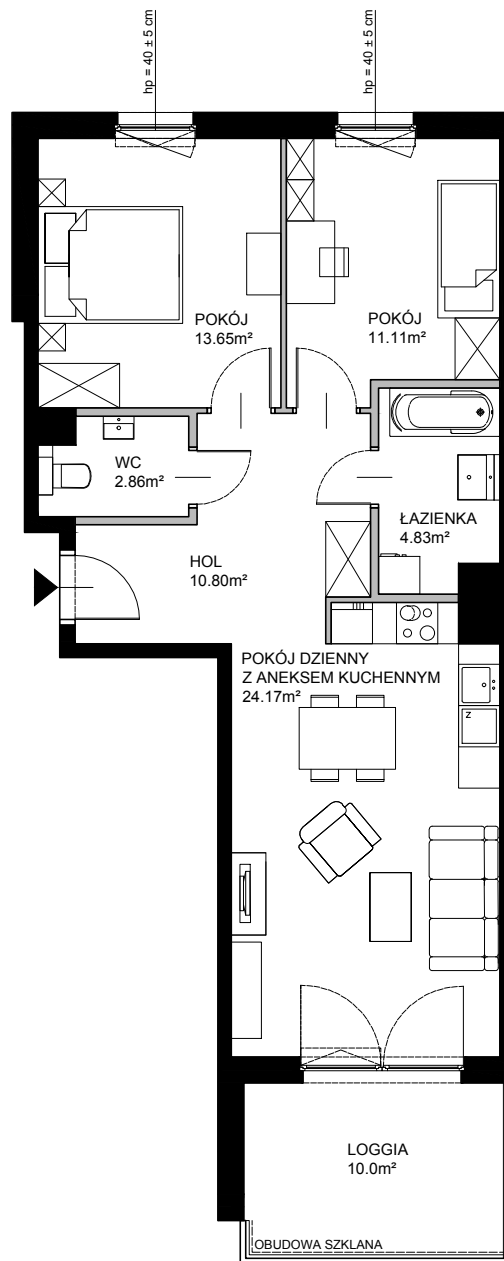 hp = 40 ± 5 cm
hp = 40 ± 5 cm
POKÓJ
13.65m²
POKÓJ
11.11m²
WC
2.86m²
ŁAZIENKA
4.83m²
HOL
10.80m²
POKÓJ DZIENNY
Z ANEKSEM KUCHENNYM
24.17m²
Z
LOGGIA
10.0m²
OBUDOWA SZKLANA